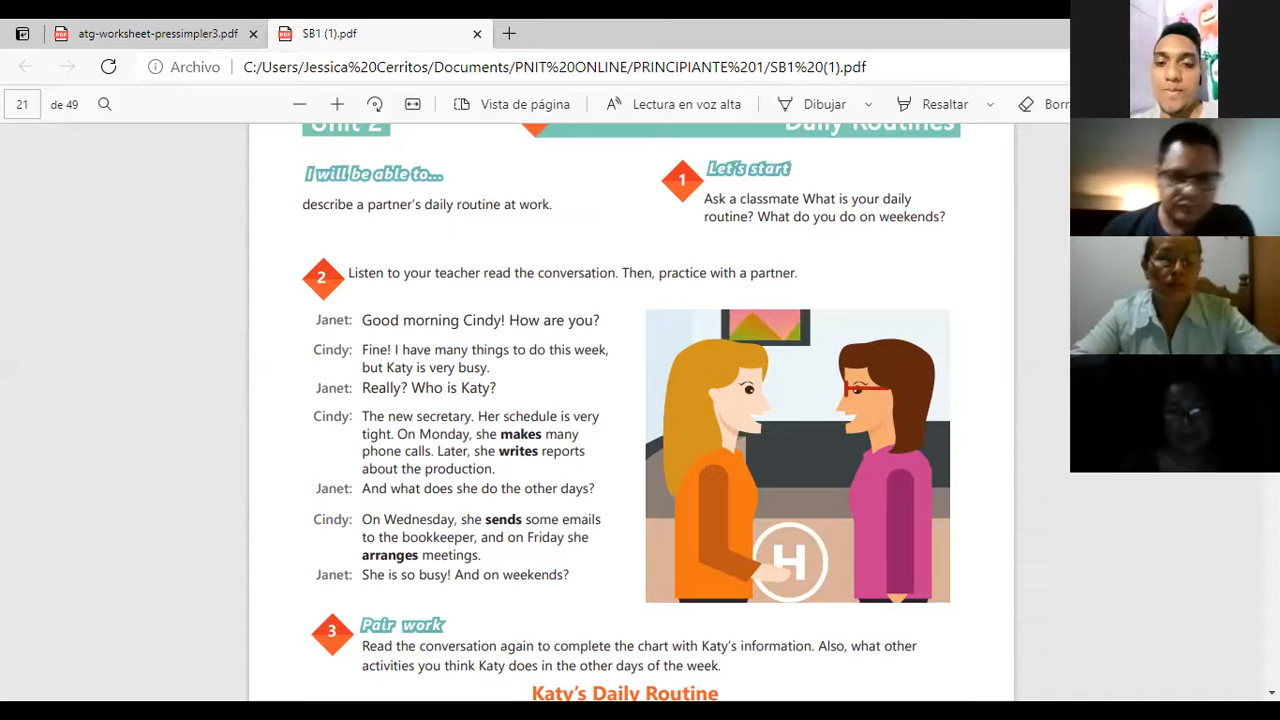 atg-worksheet-pressimpler3.pdf
SB1 (1).pdf
Archivo
C:/Users/Jessica%20Cerritos/Documents/PNIT%20ONLINE/PRINCIPIANTE%201/SB1%20(1).pdf
21
de 49
Vista de página
Lectura en voz alta
Dibujar
Resaltar
Borr
Unit 2
Daily Routines
I will be able to...
describe a partner's daily routine at work.
1
Let's start
Ask a classmate What is your daily
routine? What do you do on weekends?
2
Listen to your teacher read the conversation. Then, practice with a partner.
Janet: Good morning Cindy! How are you?
Cindy: Fine! I have many things to do this week,
but Katy is very busy.
Janet: Really? Who is Katy?
Cindy: The new secretary. Her schedule is very
tight. On Monday, she makes many
phone calls. Later, she writes reports
about the production.
Janet: And what does she do the other days?
Cindy: On Wednesday, she sends some emails
to the bookkeeper, and on Friday she
arranges meetings.
Janet: She is so busy! And on weekends?
H
3
Pair work
Read the conversation again to complete the chart with Katy's information. Also, what other
activities you think Katy does in the other days of the week.
Katy's Daily Routine